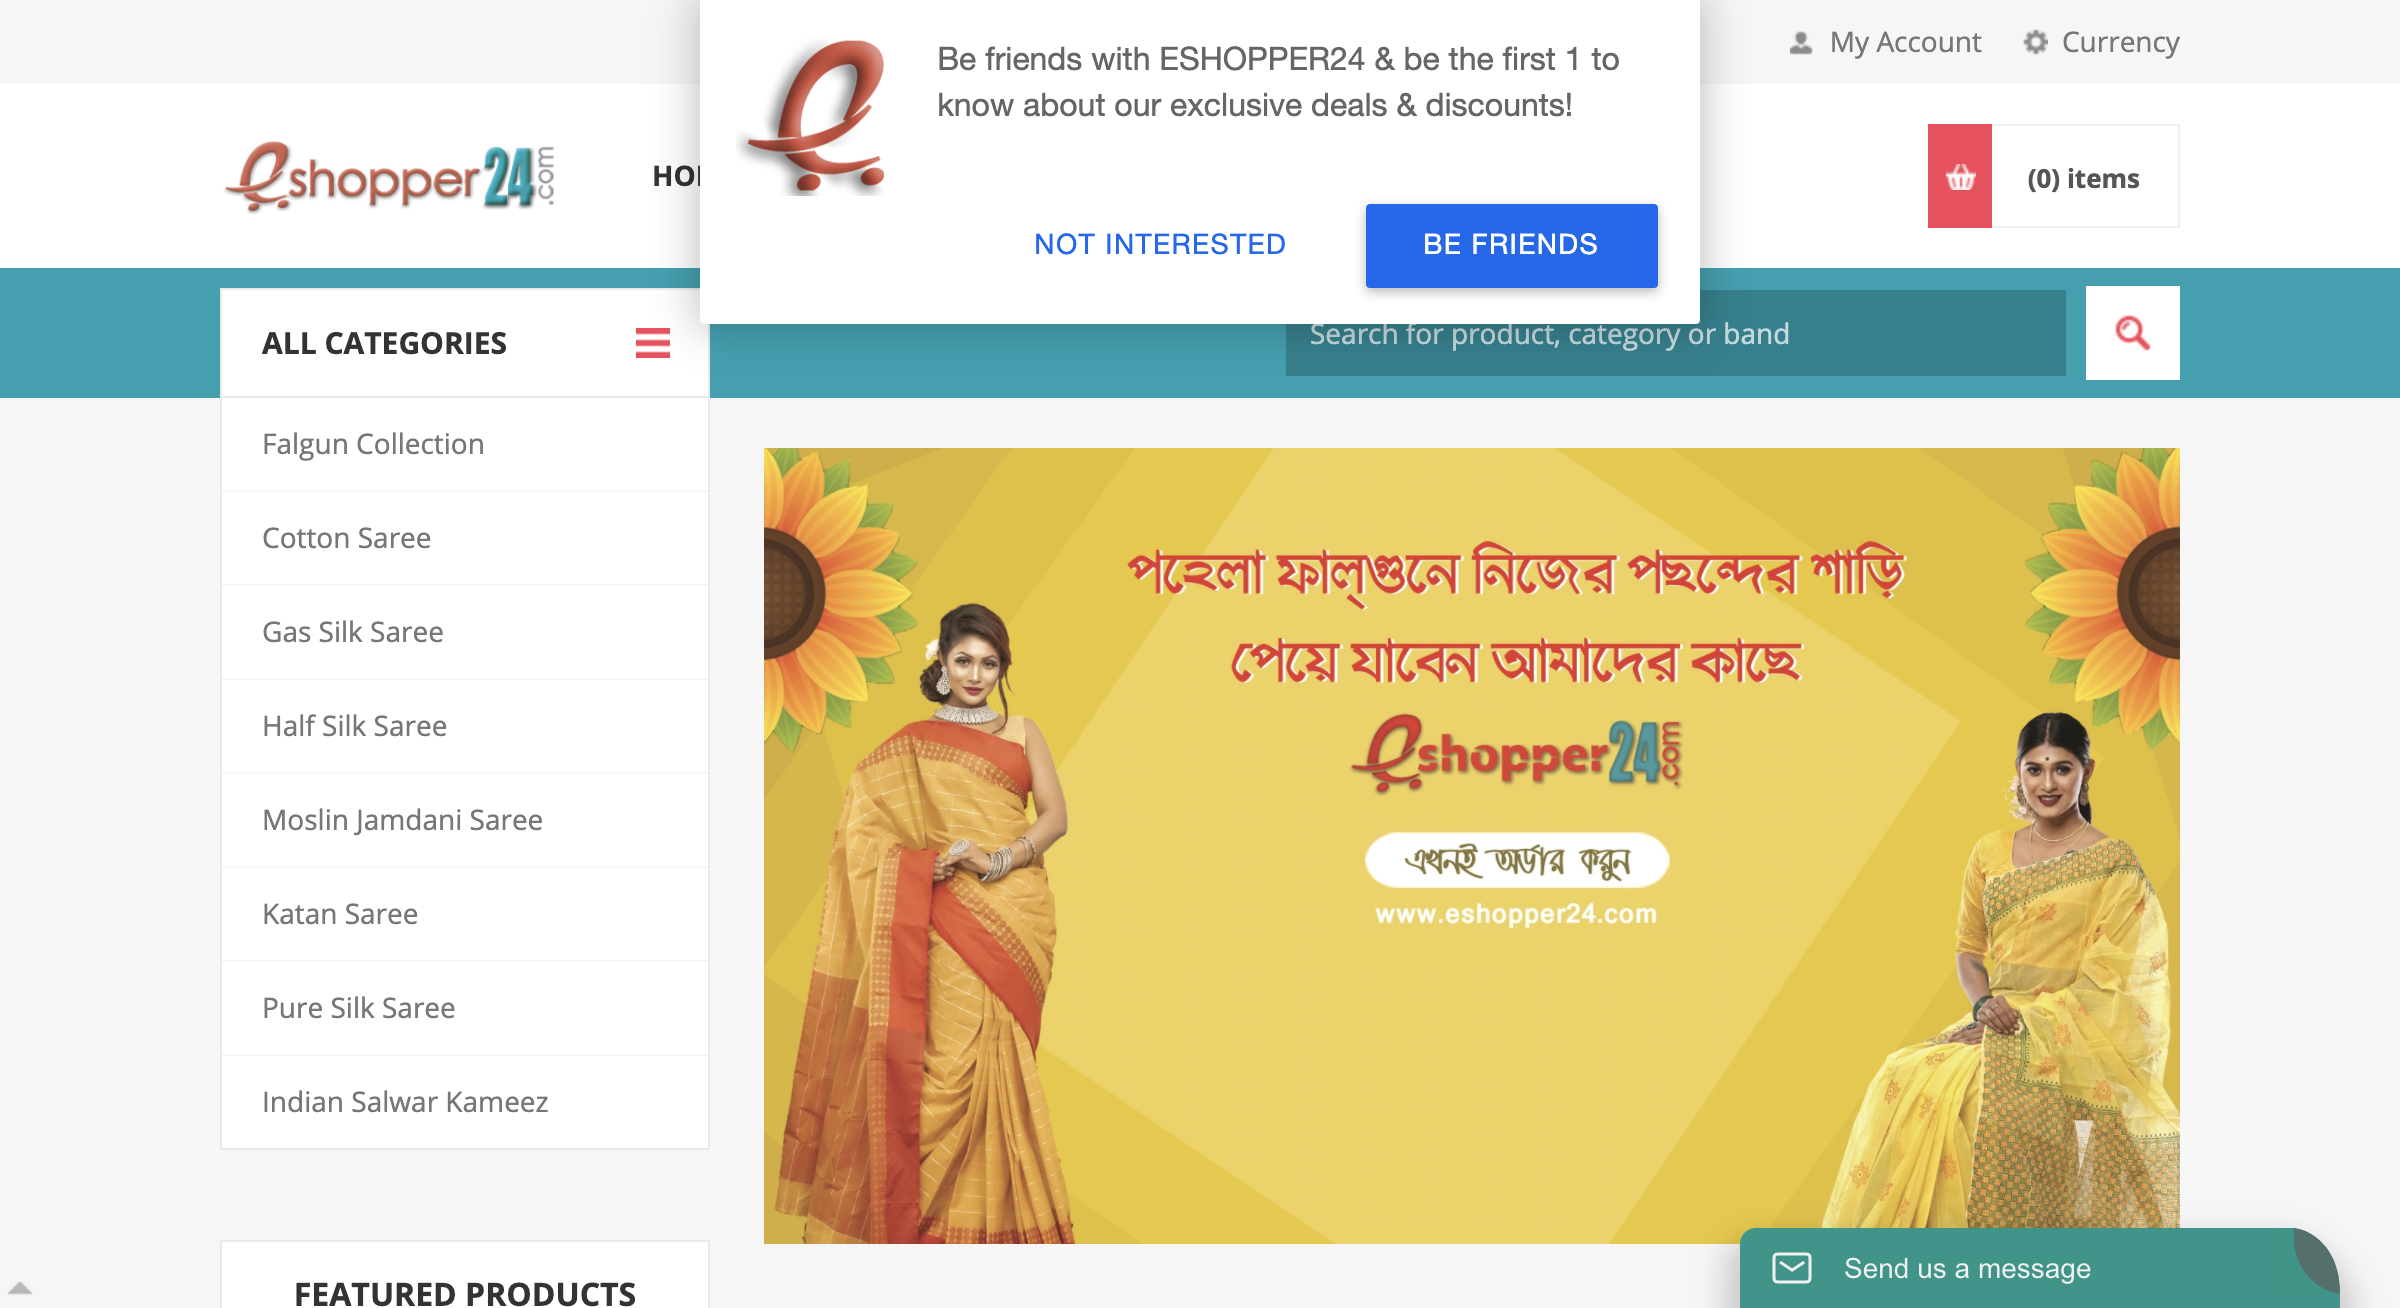 Be friends with ESHOPPER24 & be the first 1 to
know about our exclusive deals & discounts!
NOT INTERESTED
BE FRIENDS
My Account
Currency
eshopper24.com
(0) items
ALL CATEGORIES
Search for product, category or band
Falgun Collection
Cotton Saree
Gas Silk Saree
Half Silk Saree
Moslin Jamdani Saree
Katan Saree
Pure Silk Saree
Indian Salwar Kameez
পহেলা ফাল্গুনে নিজের পছন্দের শাড়ি
পেয়ে যাবেন আমাদের কাছে
eshopper24.com
এখনই অর্ডার করুন
www.eshopper24.com
FEATURED PRODUCTS
Send us a message